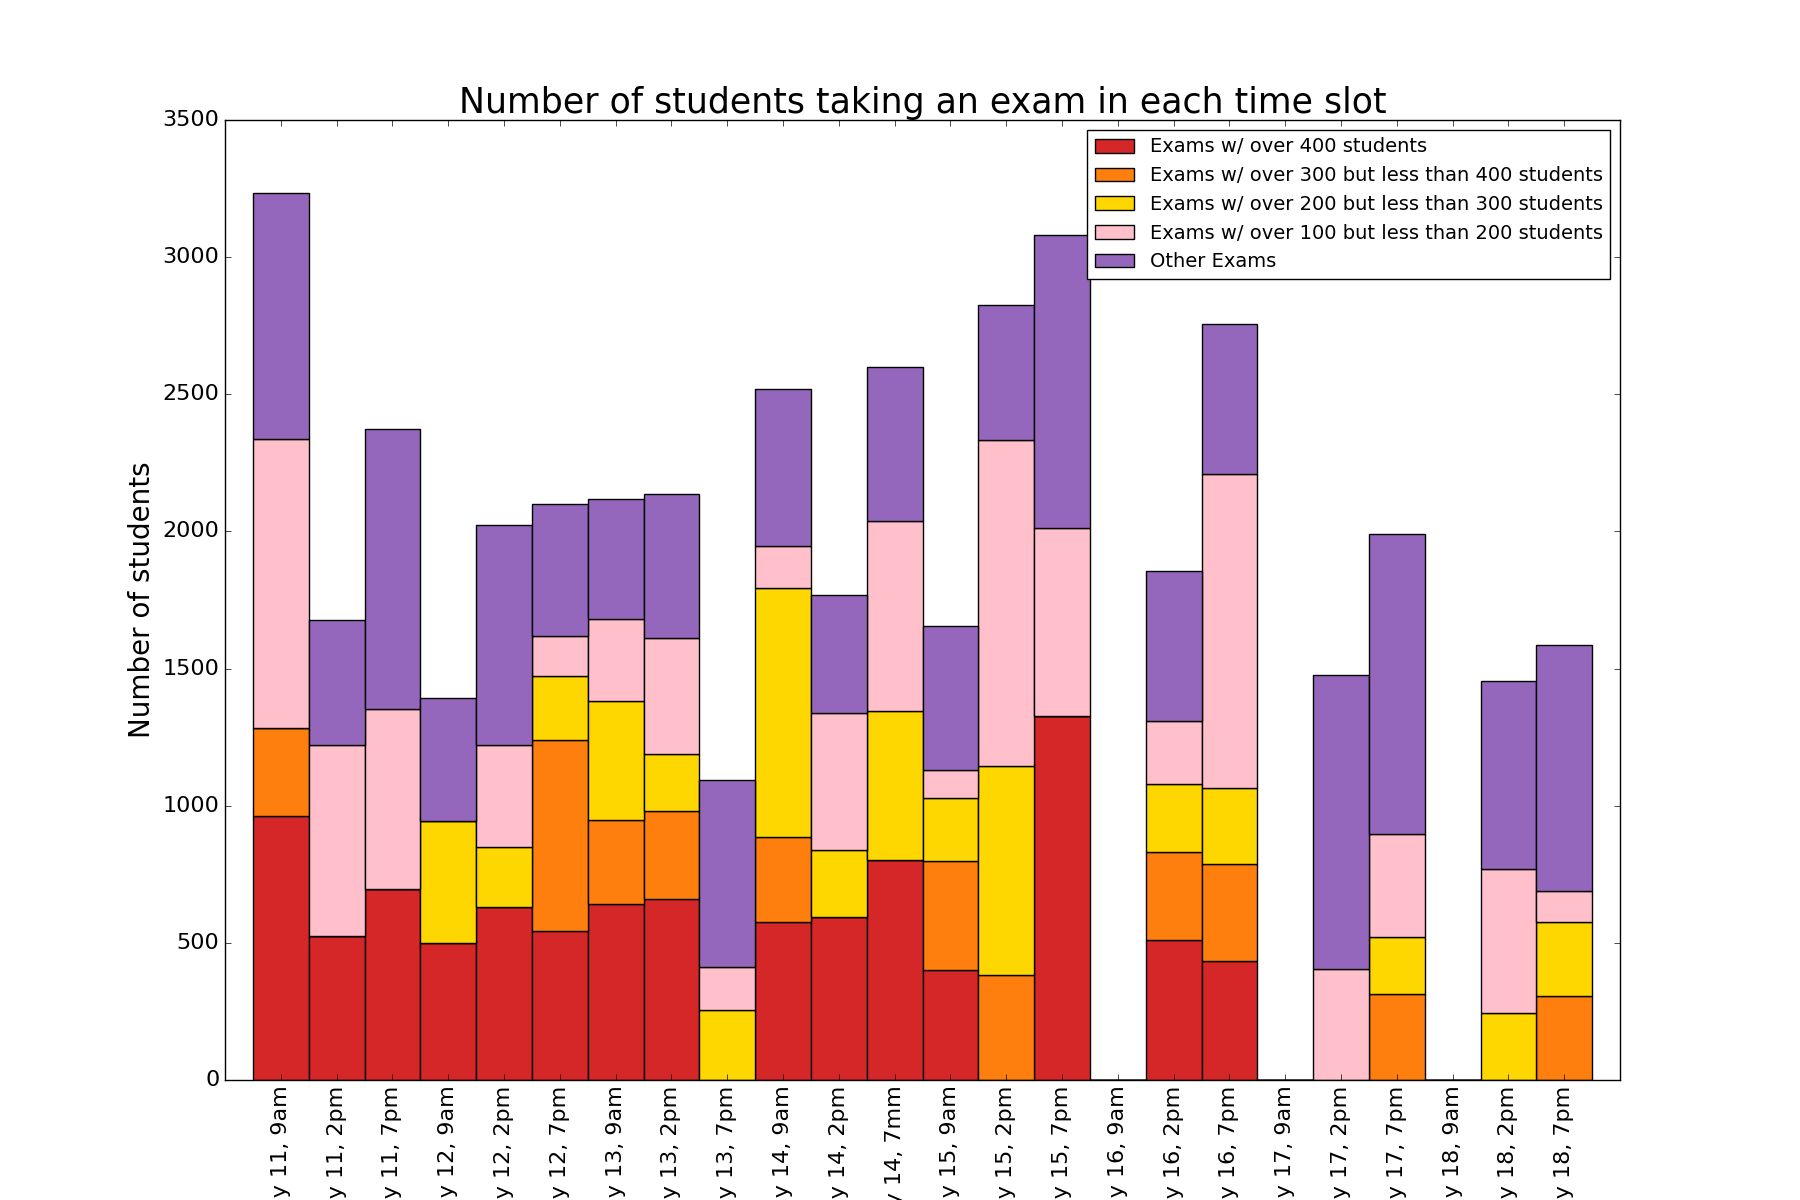 Number of students taking an exam in each time slot
Exams w/ over 400 students
Exams w/ over 300 but less than 400 students
Exams w/ over 200 but less than 300 students
Exams w/ over 100 but less than 200 students
Other Exams
Number of students
3500
3000
2500
2000
1500
1000
500
0
y 11, 9am
y 11, 2pm
y 11, 7pm
y 12, 9am
y 12, 2pm
y 12, 7pm
y 13, 9am
y 13, 2pm
y 13, 7pm
y 14, 9am
y 14, 2pm
y 14, 7mm
y 15, 9am
y 15, 2pm
y 15, 7pm
y 16, 9am
y 16, 2pm
y 16, 7pm
y 17, 9am
y 17, 2pm
y 17, 7pm
y 18, 9am
y 18, 2pm
y 18, 7pm